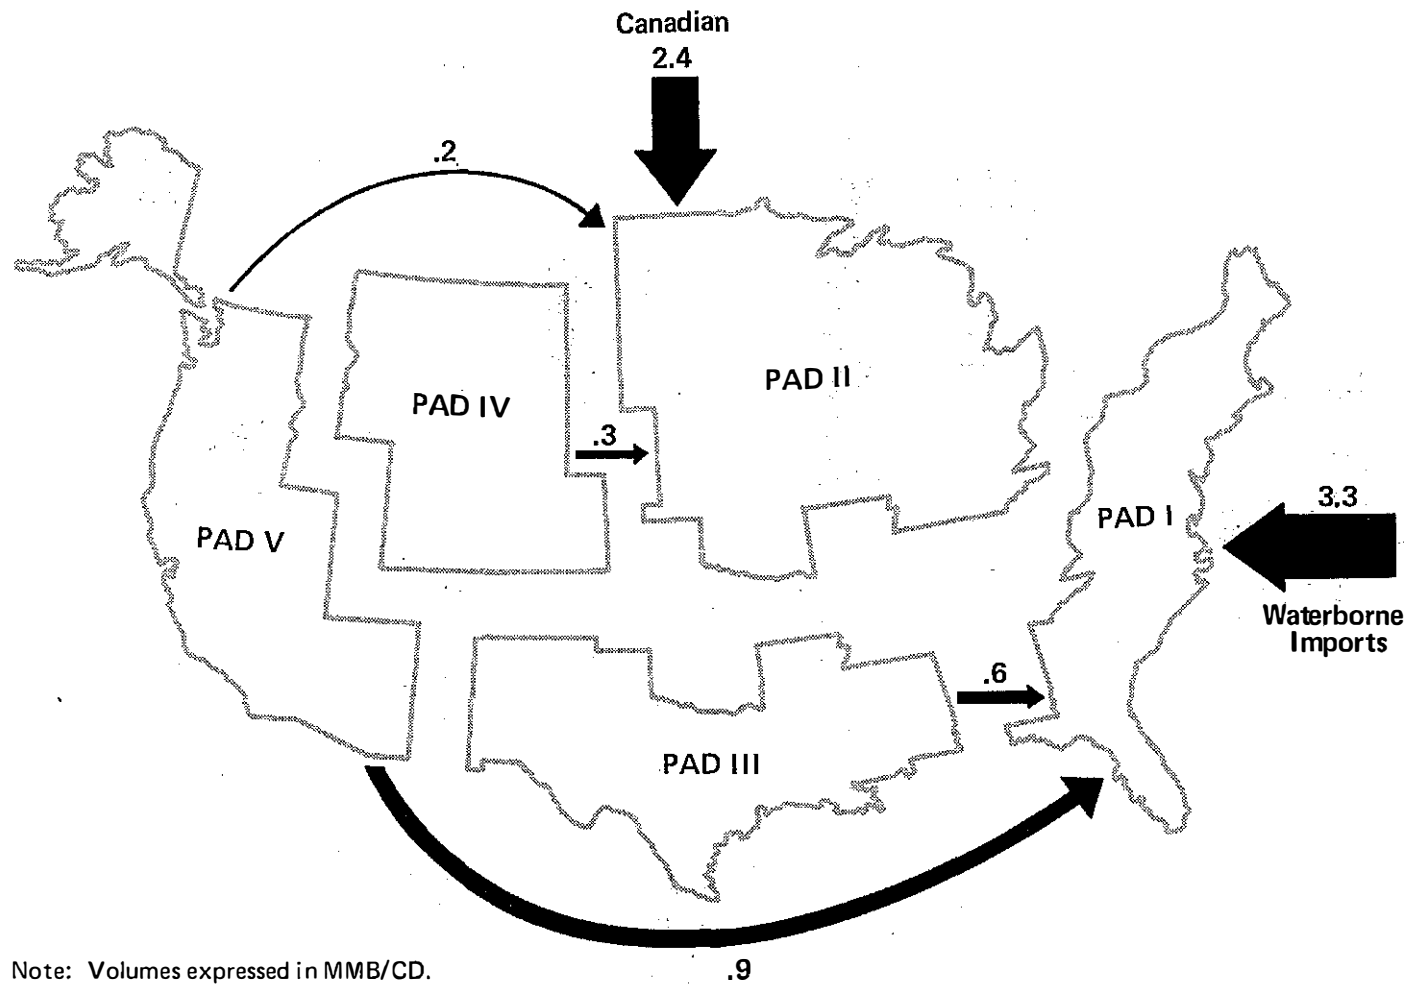 Canadian
2.4
.2
PAD II
PAD IV
.3
3.3
PAD I
PAD V
Waterborne
Imports
.6
PAD III
Note: Volumes expressed in MMB/CD.
.9